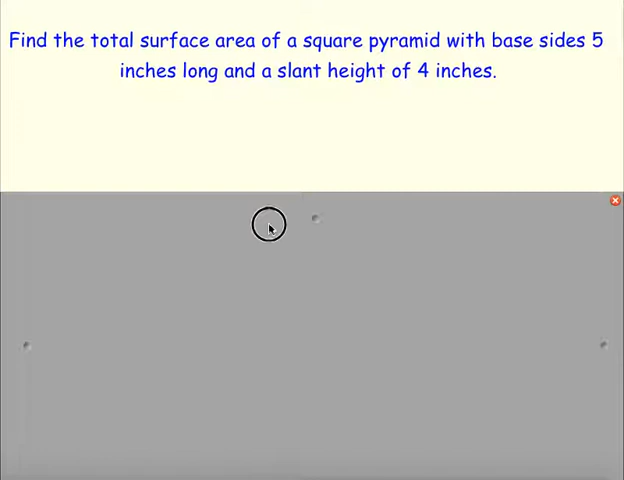 Find the total surface area of a square pyramid with base sides 5
inches long and a slant height of 4 inches.